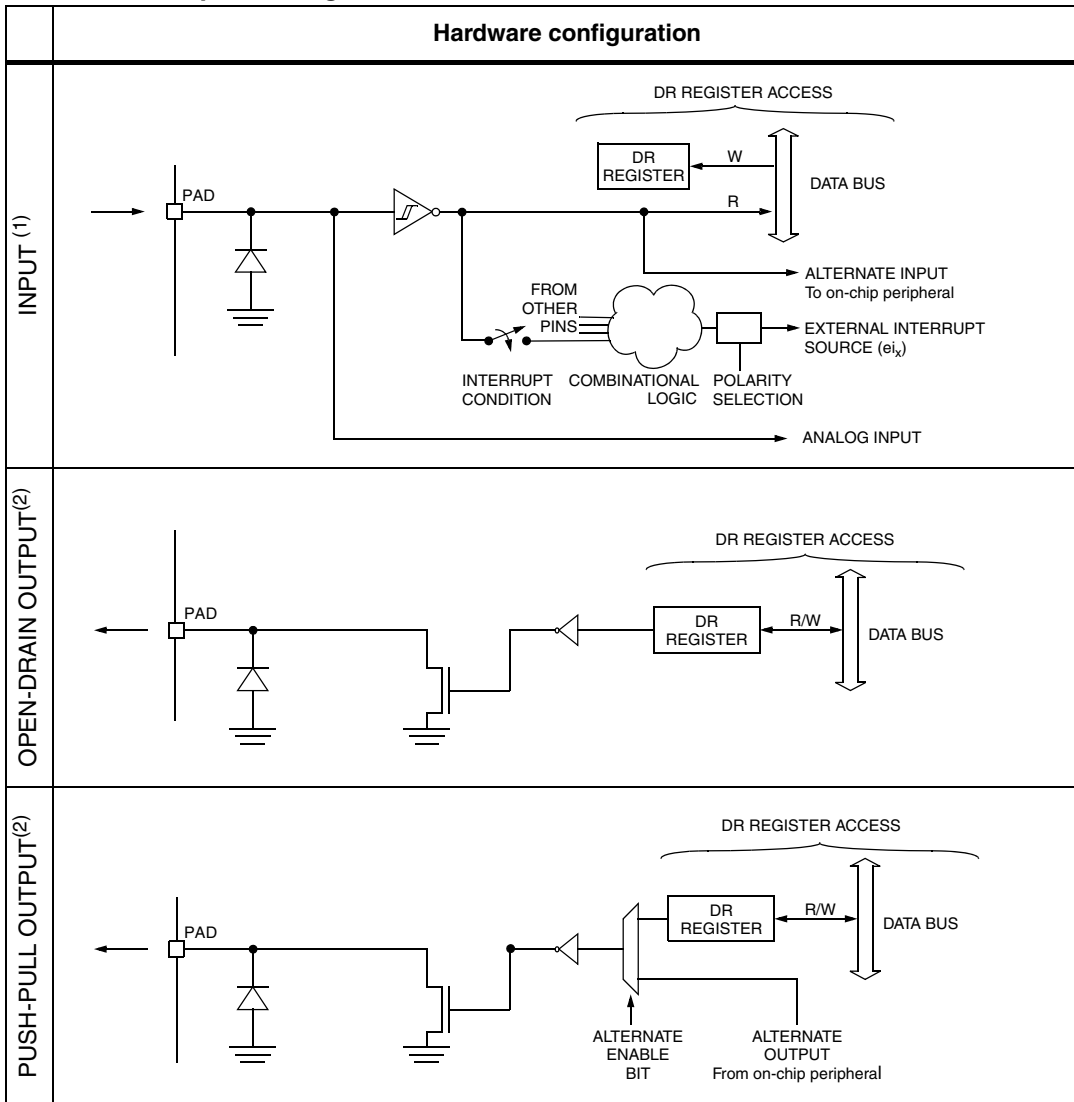 Hardware configuration
INPUT (1)
DR REGISTER ACCESS
DR
REGISTER
W
R
DATA BUS
PAD
ALTERNATE INPUT
To on-chip peripheral
FROM
OTHER
PINS
EXTERNAL INTERRUPT
SOURCE (eix)
INTERRUPT
CONDITION
COMBINATIONAL
LOGIC
POLARITY
SELECTION
ANALOG INPUT
OPEN-DRAIN OUTPUT(2)
DR REGISTER ACCESS
PAD
DR
REGISTER
R/W
DATA BUS
PUSH-PULL OUTPUT(2)
DR REGISTER ACCESS
PAD
DR
REGISTER
R/W
DATA BUS
ALTERNATE
ENABLE
BIT
ALTERNATE
OUTPUT
From on-chip peripheral